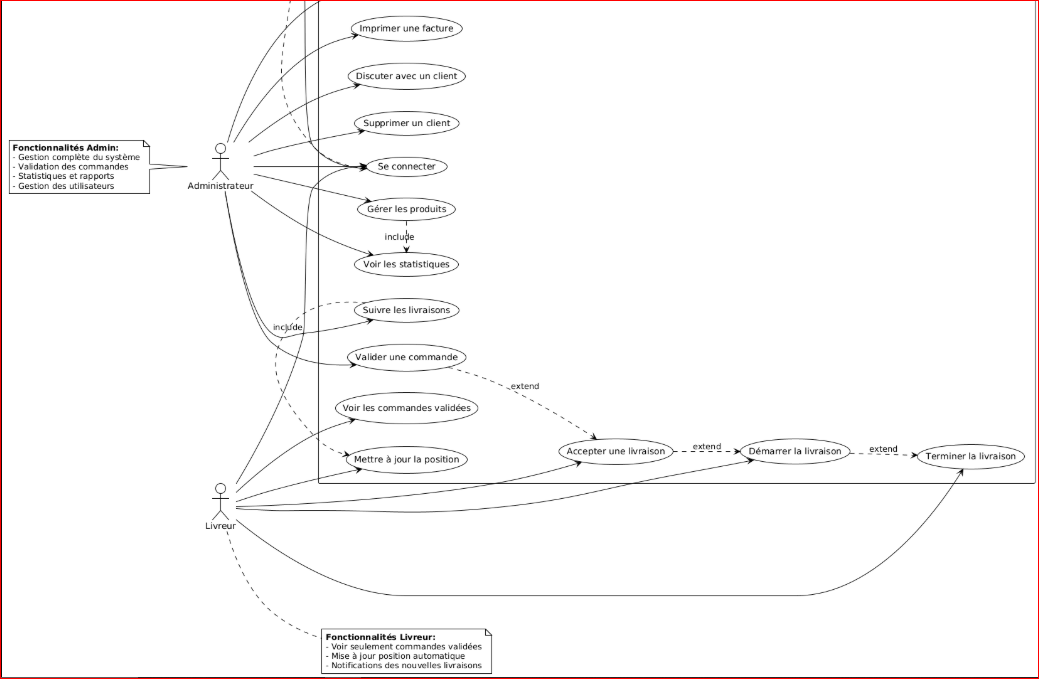 Imprimer une facture
Discuter avec un client
Supprimer un client
Fonctionnalités Admin:
- Gestion complète du système
- Validation des commandes
- Statistiques et rapports
- Gestion des utilisateurs
Administrateur
Se connecter
Gérer les produits
include
Voir les statistiques
Suivre les livraisons
include
Valider une commande
extend
Voir les commandes validées
Mettre à jour la position
Accepter une livraison
extend
Démarrer la livraison
extend
Terminer la livraison
Livreur
Fonctionnalités Livreur:
- Voir seulement commandes validées
- Mise à jour position automatique
- Notifications des nouvelles livraisons